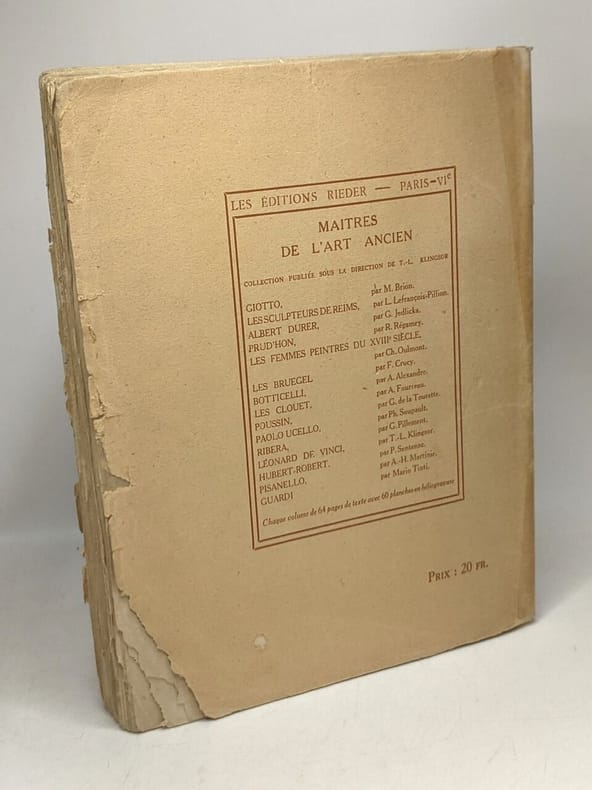 LES ÉDITIONS RIEDER — PARIS-VIe
MAITRES
DE L'ART ANCIEN
COLLECTION PUBLIÉE SOUS LA DIRECTION DE T.-L. KLINGSOR
GIOTTO, par M. Brion.
LES SCULPTEURS DE REIMS, par L. Lefrançois-Pillion.
ALBERT DURER, par G. Jedlicka.
PRUD'HON, par R. Régamey.
LES FEMMES PEINTRES DU XVIIIe SIÈCLE,
par Ch. Oulmont.
LES BRUEGEL par F. Crucy.
BOTTICELLI, par A. Alexandre.
LES CLOUET, par A. Fourreau.
POUSSIN, par G. de la Tourette.
PAOLO UCELLO, par Ph. Soupault.
RIBERA, par G. Pillement.
LÉONARD DE VINCI, par T.-L. Klingsor.
HUBERT-ROBERT. par P. Sentenac.
PISANELLO, par A.-H. Martinie.
GUARDI par Mario Tinti.
Chaque volume de 64 pages de texte avec 60 planches en héliogravure
PRIX : 20 FR.